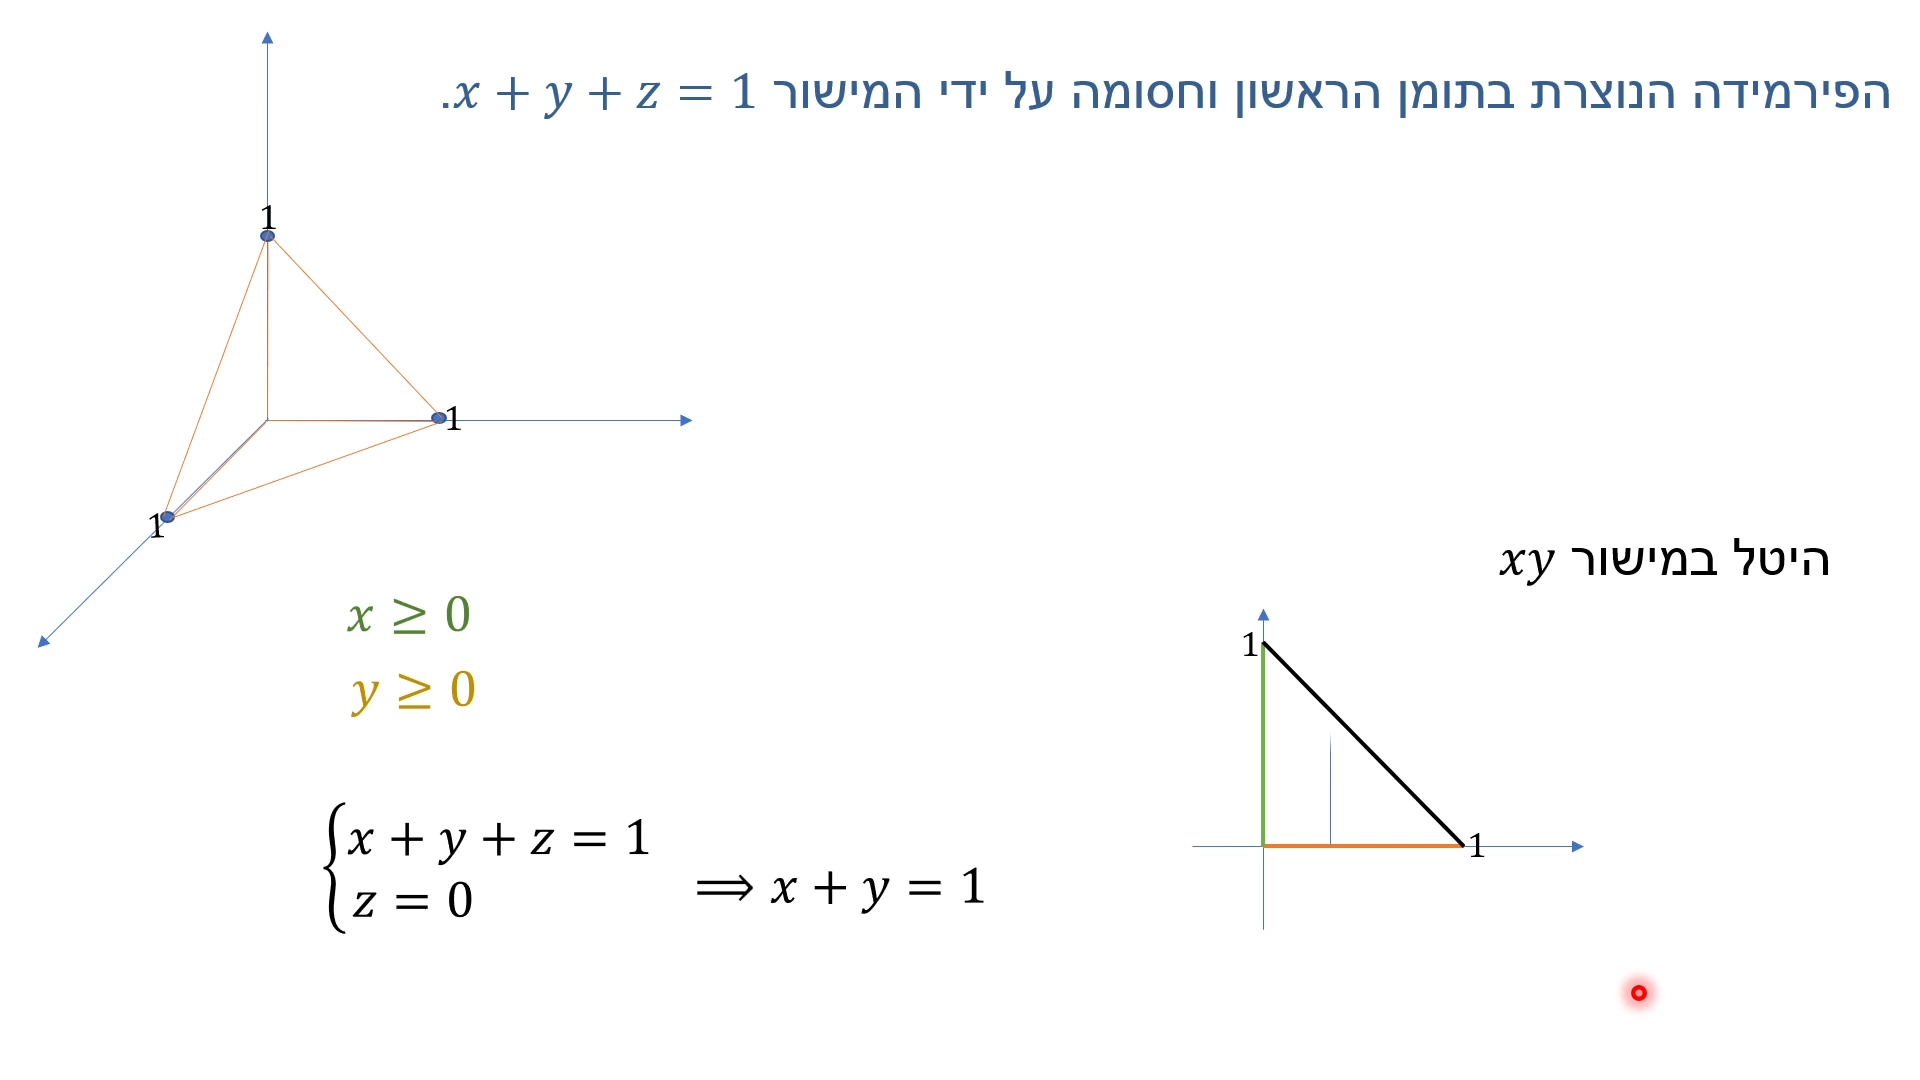 הפירמידה הנוצרת בתומן הראשון וחסומה על ידי המישור x + y + z = 1.
1
1
1
היטל במישור xy
x ≥ 0
y ≥ 0
1
1
x + y + z = 1
z = 0
⟹ x + y = 1